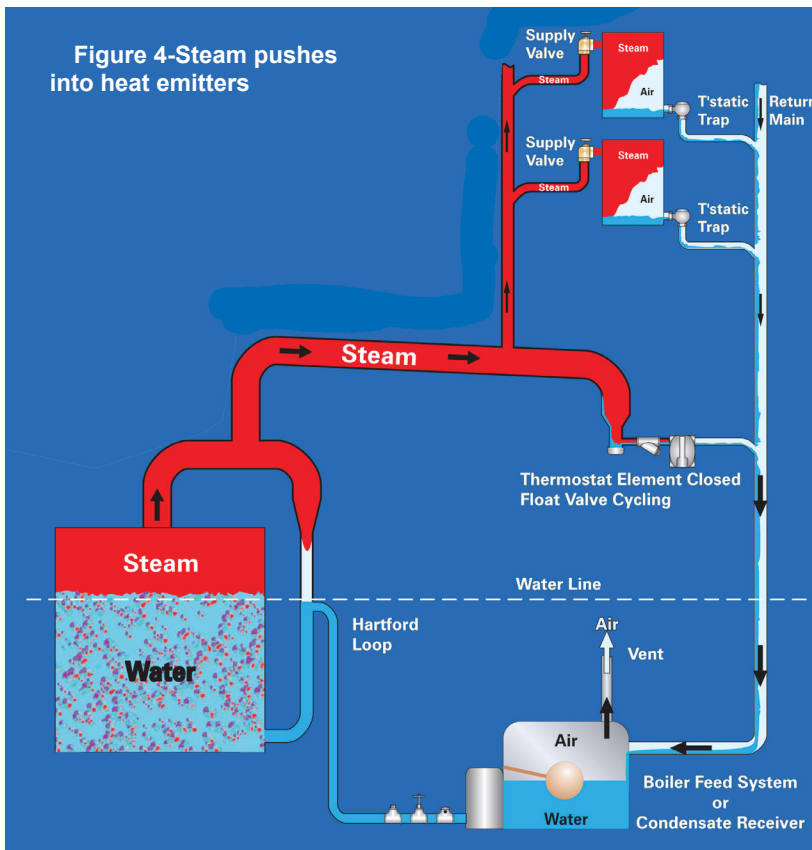 Figure 4-Steam pushes
into heat emitters
Supply
Valve
Steam
Steam
Air
T'static
Trap
Return
Main
Supply
Valve
Steam
Steam
Air
T'static
Trap
Steam
Thermostat Element Closed
Float Valve Cycling
Steam
Water Line
Water
Hartford
Loop
Air
Vent
Air
Water
Boiler Feed System
or
Condensate Receiver